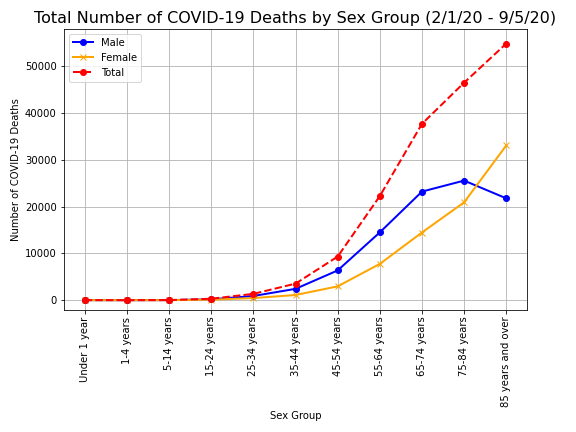 Total Number of COVID-19 Deaths by Sex Group (2/1/20 - 9/5/20)
Male
Female
Total
Number of COVID-19 Deaths
50000
40000
30000
20000
10000
0
Under 1 year
1-4 years
5-14 years
15-24 years
25-34 years
35-44 years
45-54 years
55-64 years
65-74 years
75-84 years
85 years and over
Sex Group